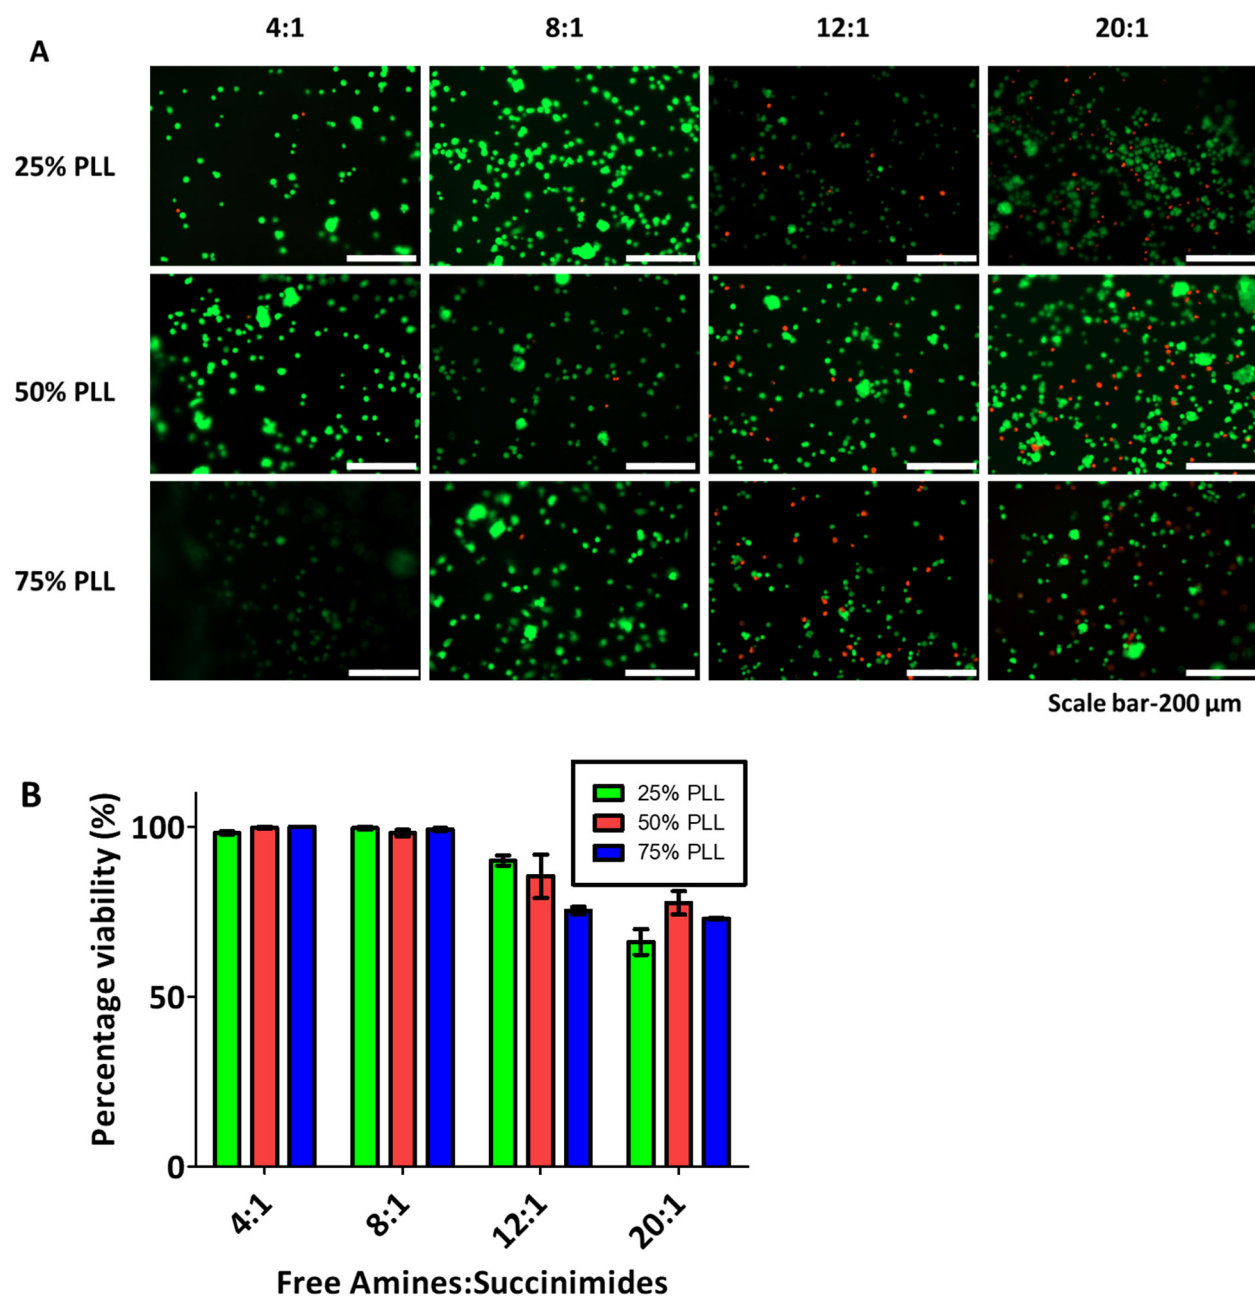 4:1 8:1 12:1 20:1
A
25% PLL
50% PLL
75% PLL
Scale bar-200 µm
B
25% PLL
50% PLL
75% PLL
Percentage viability (%)
100
50
0
4:1 8:1 12:1 20:1
Free Amines:Succinimides